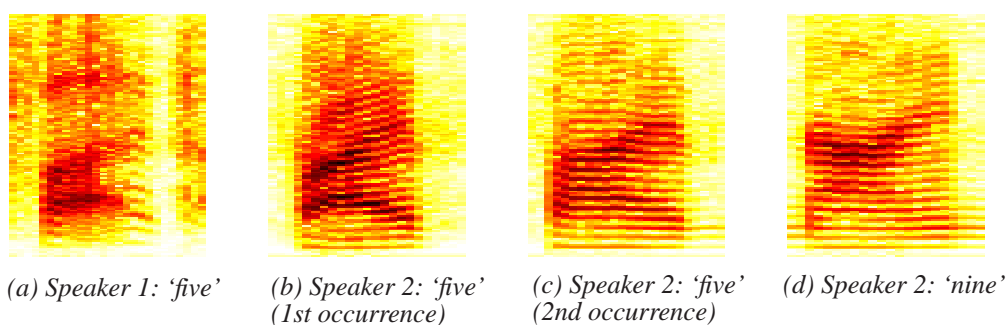 (a) Speaker 1: ‘five’
(b) Speaker 2: ‘five’
(1st occurrence)
(c) Speaker 2: ‘five’
(2nd occurrence)
(d) Speaker 2: ‘nine’